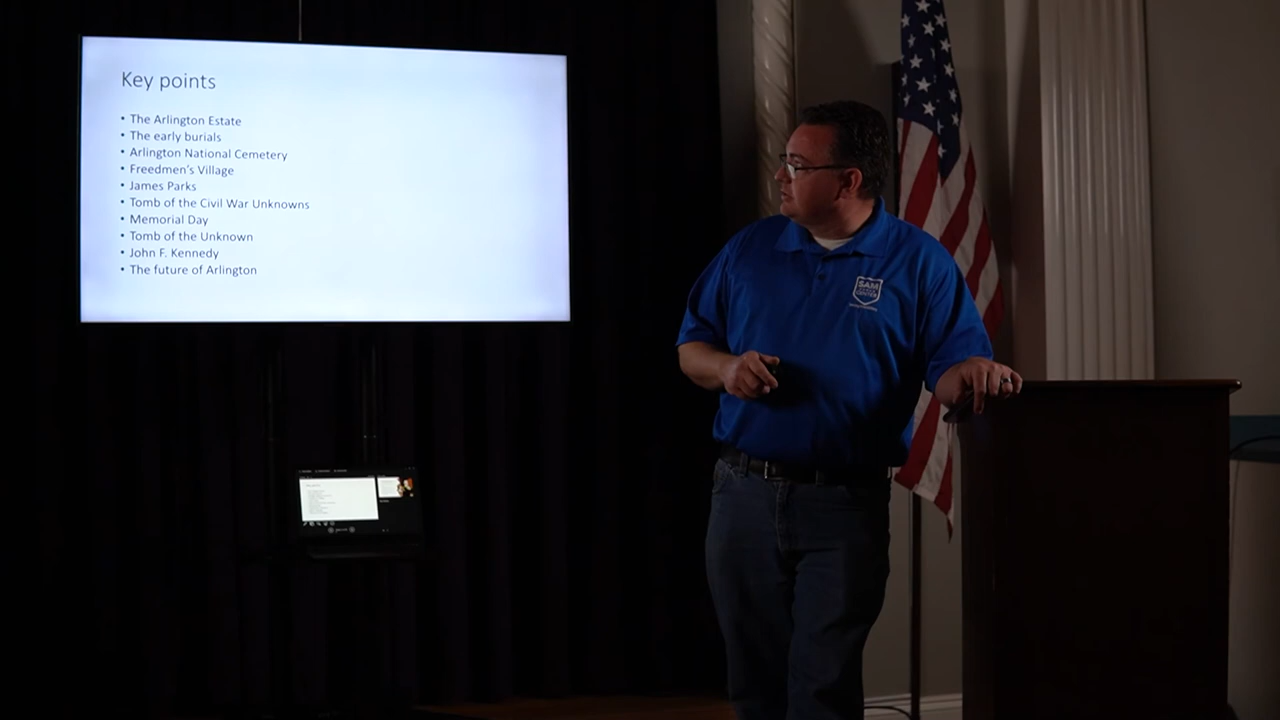 Key points
• The Arlington Estate
• The early burials
• Arlington National Cemetery
• Freedmen's Village
• James Parks
• Tomb of the Civil War Unknowns
• Memorial Day
• Tomb of the Unknown
• John F. Kennedy
• The future of Arlington
SAM
CENTER